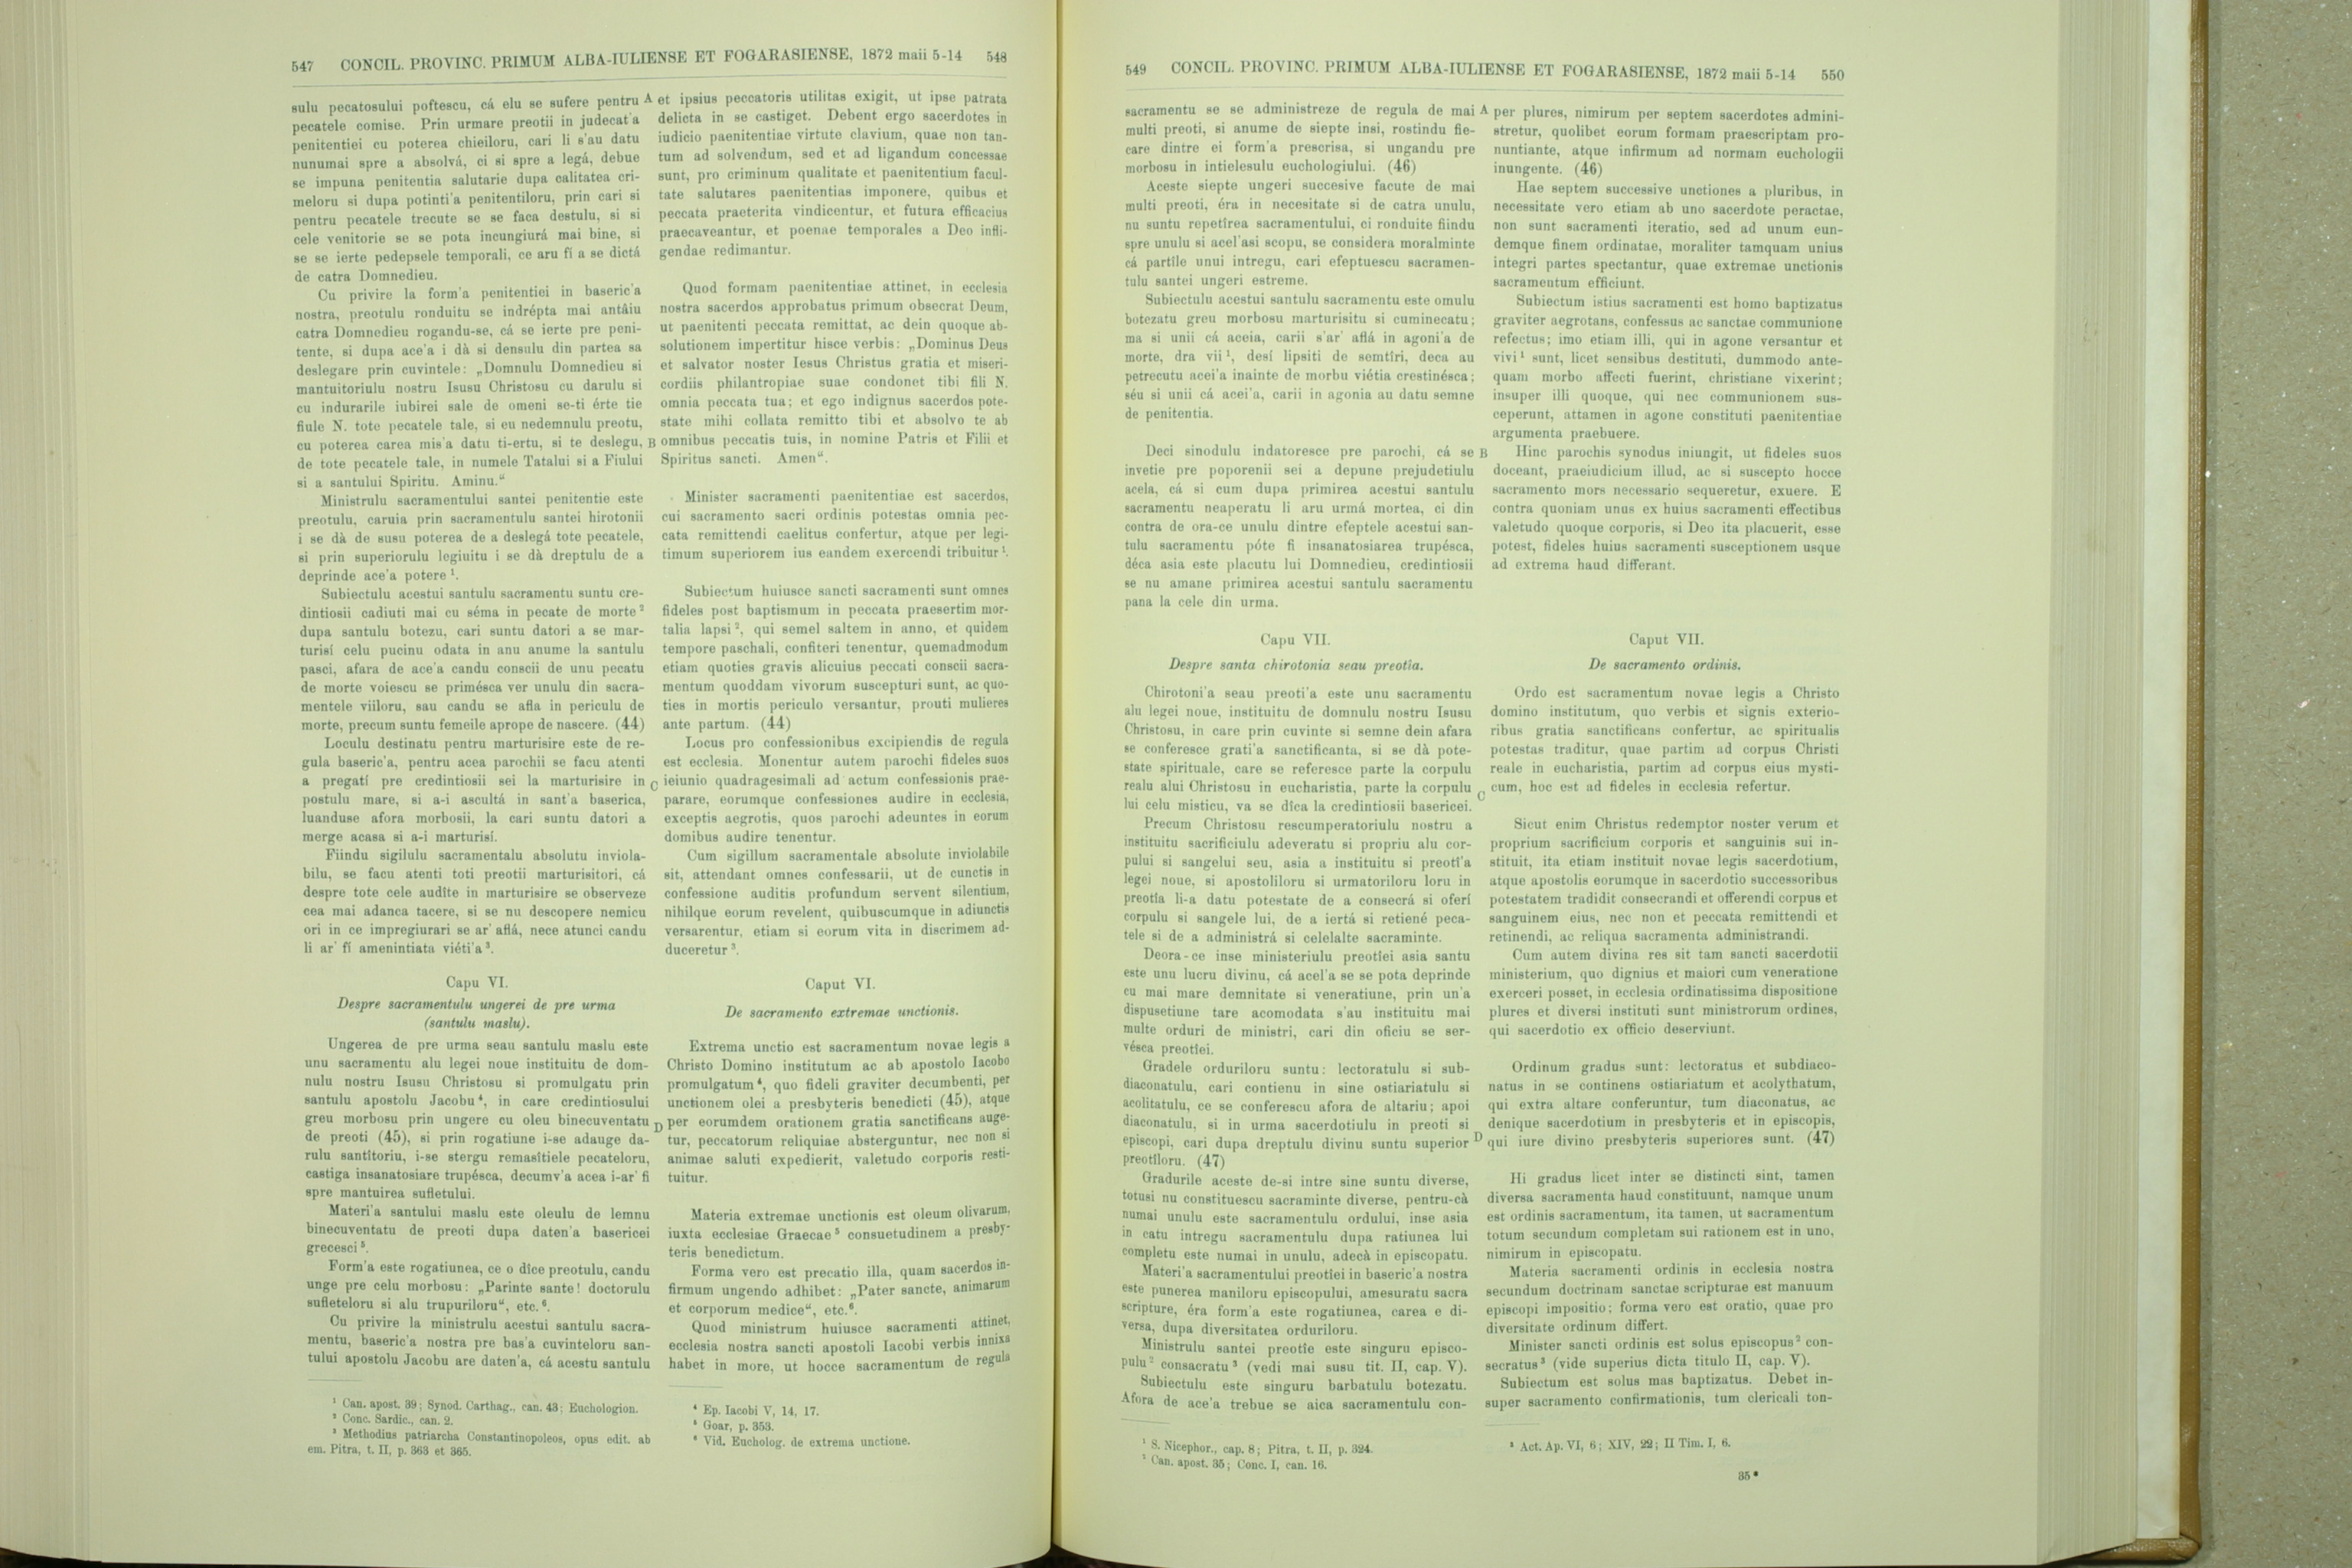 547 CONCIL. PROVINC. PRIMUM ALBA-IULIENSE ET FOGARASIENSE, 1872 maii 5-14 548
sulu pecatosului poftescu, cá elu se sufere pentru
pecatele comise. Prin urmare preotii in judecat'a
penitentiei cu poterea chieiloru, cari li s'au datu
nunumai spre a absolvá, ci si spre a legá, debue
se impuna penitentia salutarie dupa calitatea cri-
meloru si dupa potinti'a penitentiloru, prin cari si
pentru pecatele trecute se se faca destulu, si si
cele venitorie se se pota incungiurá mai bine, si
se se ierte pedepsele temporali, ce aru fí a se dictá
de catra Domnedieu.
Cu privire la form'a penitentiei in baseric'a
nostra, preotulu ronduitu se indrépta mai antâiu
catra Domnedieu rogandu-se, cá se ierte pre peni-
tente, si dupa ace'a i dà si densulu din partea sa
deslegare prin cuvintele: „Domnulu Domnedieu si
mantuitoriulu nostru Isusu Christosu cu darulu si
cu indurarile iubirei sale de omeni se-ti érte tie
fiule N. tote pecatele tale, si eu nedemnulu preotu,
cu poterea carea mis'a datu ti-ertu, si te deslegu,
de tote pecatele tale, in numele Tatalui si a Fiului
si a santului Spiritu. Aminu.“
Ministrulu sacramentului santei penitentie este
preotulu, caruia prin sacramentulu santei hirotonii
i se dà de susu poterea de a deslegá tote pecatele,
si prin superiorulu legiuitu i se dà dreptulu de a
deprinde ace'a potere ¹.
Subiectulu acestui santulu sacramentu suntu cre-
dintiosii cadiuti mai cu séma in pecate de morte ²
dupa santulu botezu, cari suntu datori a se mar-
turisí celu pucinu odata in anu anume la santulu
pasci, afara de ace'a candu conscii de unu pecatu
de morte voiescu se primésca ver unulu din sacra-
mentele viiloru, sau candu se afla in periculu de
morte, precum suntu femeile aprope de nascere. (44)
Loculu destinatu pentru marturisire este de re-
gula baseric'a, pentru acea parochii se facu atenti
a pregatí pre credintiosii sei la marturisire in
postulu mare, si a-i ascultá in sant'a baserica,
luanduse afora morbosii, la cari suntu datori a
merge acasa si a-i marturisí.
Fiindu sigilulu sacramentalu absolutu inviola-
bilu, se facu atenti toti preotii marturisitori, cá
despre tote cele audîte in marturisire se observeze
cea mai adanca tacere, si se nu descopere nemicu
ori in ce impregiurari se ar' aflá, nece atunci candu
li ar' fí amenintiata viéti'a ³.
Capu VI.
Despre sacramentulu ungerei de pre urma
(santulu maslu).
Ungerea de pre urma seau santulu maslu este
unu sacramentu alu legei noue instituitu de dom-
nulu nostru Isusu Christosu si promulgatu prin
santulu apostolu Jacobu ⁴, in care credintiosului
greu morbosu prin ungere cu oleu binecuventatu
de preoti (45), si prin rogatiune i-se adauge da-
rulu santîtoriu, i-se stergu remasîtiele pecateloru,
castiga insanatosiare trupésca, decumv'a acea i-ar' fi
spre mantuirea sufletului.
Materi'a santului maslu este oleulu de lemnu
binecuventatu de preoti dupa daten'a basericei
grecesci ⁵.
Form'a este rogatiunea, ce o dîce preotulu, candu
unge pre celu morbosu: „Parinte sante! doctorulu
sufleteloru si alu trupuriloru“, etc. ⁶.
Cu privire la ministrulu acestui santulu sacra-
mentu, baseric'a nostra pre bas'a cuvinteloru san-
tului apostolu Jacobu are daten'a, cá acestu santulu
¹ Can. apost. 39; Synod. Carthag., can. 43; Euchologion.
² Conc. Sardic., can. 2.
³ Methodius patriarcha Constantinopoleos, opus edit. ab
em. Pitra, t. II, p. 363 et 365.
A
B
C
D
et ipsius peccatoris utilitas exigit, ut ipse patrata
delicta in se castiget. Debent ergo sacerdotes in
iudicio paenitentiae virtute clavium, quae non tan-
tum ad solvendum, sed et ad ligandum concessae
sunt, pro criminum qualitate et paenitentium facul-
tate salutares paenitentias imponere, quibus et
peccata praeterita vindicentur, et futura efficacius
praecaveantur, et poenae temporales a Deo infli-
gendae redimantur.
Quod formam paenitentiae attinet, in ecclesia
nostra sacerdos approbatus primum obsecrat Deum,
ut paenitenti peccata remittat, ac dein quoque ab-
solutionem impertitur hisce verbis: „Dominus Deus
et salvator noster Iesus Christus gratia et miseri-
cordiis philantropiae suae condonet tibi fili N.
omnia peccata tua; et ego indignus sacerdos pote-
state mihi collata remitto tibi et absolvo te ab
omnibus peccatis tuis, in nomine Patris et Filii et
Spiritus sancti. Amen“.
Minister sacramenti paenitentiae est sacerdos,
cui sacramento sacri ordinis potestas omnia pec-
cata remittendi caelitus confertur, atque per legi-
timum superiorem ius eandem exercendi tribuitur ¹.
Subiectum huiusce sancti sacramenti sunt omnes
fideles post baptismum in peccata praesertim mor-
talia lapsi ², qui semel saltem in anno, et quidem
tempore paschali, confiteri tenentur, quemadmodum
etiam quoties gravis alicuius peccati conscii sacra-
mentum quoddam vivorum suscepturi sunt, ac quo-
ties in mortis periculo versantur, prouti mulieres
ante partum. (44)
Locus pro confessionibus excipiendis de regula
est ecclesia. Monentur autem parochi fideles suos
ieiunio quadragesimali ad actum confessionis prae-
parare, eorumque confessiones audire in ecclesia,
exceptis aegrotis, quos parochi adeuntes in eorum
domibus audire tenentur.
Cum sigillum sacramentale absolute inviolabile
sit, attendant omnes confessarii, ut de cunctis in
confessione auditis profundum servent silentium,
nihilque eorum revelent, quibuscumque in adiunctis
versarentur, etiam si eorum vita in discrimem ad-
duceretur ³.
Caput VI.
De sacramento extremae unctionis.
Extrema unctio est sacramentum novae legis a
Christo Domino institutum ac ab apostolo Iacobo
promulgatum ⁴, quo fideli graviter decumbenti, per
unctionem olei a presbyteris benedicti (45), atque
per eorumdem orationem gratia sanctificans auge-
tur, peccatorum reliquiae absterguntur, nec non si
animae saluti expedierit, valetudo corporis resti-
tuitur.
Materia extremae unctionis est oleum olivarum,
iuxta ecclesiae Graecae ⁵ consuetudinem a presby-
teris benedictum.
Forma vero est precatio illa, quam sacerdos in-
firmum ungendo adhibet: „Pater sancte, animarum
et corporum medice“, etc.⁶.
Quod ministrum huiusce sacramenti attinet,
ecclesia nostra sancti apostoli Iacobi verbis innixa
habet in more, ut hocce sacramentum de regula
⁴ Ep. Iacobi V, 14, 17.
⁵ Goar, p. 353.
⁶ Vid. Eucholog. de extrema unctione.
549 CONCIL. PROVINC. PRIMUM ALBA-IULIENSE ET FOGARASIENSE, 1872 maii 5-14 550
sacramentu se se administreze de regula de mai
multi preoti, si anume de siepte insi, rostindu fie-
care dintre ei form'a prescrisa, si ungandu pre
morbosu in intielesulu euchologiului. (46)
Aceste siepte ungeri succesive facute de mai
multi preoti, éra in necesitate si de catra unulu,
nu suntu repetîrea sacramentului, ci ronduite fiindu
spre unulu si acel'asi scopu, se considera moralminte
cá partîle unui intregu, cari efeptuescu sacramen-
tulu santei ungeri estreme.
Subiectulu acestui santulu sacramentu este omulu
botezatu greu morbosu marturisitu si cuminecatu;
ma si unii cá aceia, carii s'ar' aflá in agoni'a de
morte, dra vii ¹, desí lipsiti de semtîri, deca au
petrecutu acei'a inainte de morbu viétia crestinésca;
séu si unii cá acei'a, carii in agonia au datu semne
de penitentia.
Deci sinodulu indatoresce pre parochi, cá se
invetie pre poporenii sei a depune prejudetiulu
acela, cá si cum dupa primirea acestui santulu
sacramentu neaperatu li aru urmá mortea, ci din
contra de ora-ce unulu dintre efeptele acestui san-
tulu sacramentu póte fi insanatosiarea trupésca,
déca asia este placutu lui Domnedieu, credintiosii
se nu amane primirea acestui santulu sacramentu
pana la cele din urma.
Capu VII.
Despre santa chirotonia seau preotîa.
Chirotoni'a seau preoti'a este unu sacramentu
alu legei noue, instituitu de domnulu nostru Isusu
Christosu, in care prin cuvinte si semne dein afara
se conferesce grati'a sanctificanta, si se dà pote-
state spirituale, care se referesce parte la corpulu
realu alui Christosu in eucharistia, parte la corpulu
lui celu misticu, va se dîca la credintiosii basericei.
Precum Christosu rescumperatoriulu nostru a
instituitu sacrificiulu adeveratu si propriu alu cor-
pului si sangelui seu, asia a instituitu si preotî'a
legei noue, si apostoliloru si urmatoriloru loru in
preotîa li-a datu potestate de a consecrá si oferí
corpulu si sangele lui, de a iertá si retiené peca-
tele si de a administrá si celelalte sacraminte.
Deora-ce inse ministeriulu preotîei asia santu
este unu lucru divinu, cá acel'a se se pota deprinde
cu mai mare demnitate si veneratiune, prin un'a
dispusetiune tare acomodata s'au instituitu mai
multe orduri de ministri, cari din oficiu se ser-
vésca preotîei.
Gradele orduriloru suntu: lectoratulu si sub-
diaconatulu, cari contienu in sine ostiariatulu si
acolitatulu, ce se conferescu afora de altariu; apoi
diaconatulu, si in urma sacerdotiulu in preoti si
episcopi, cari dupa dreptulu divinu suntu superior
preotîloru. (47)
Gradurile aceste de-si intre sine suntu diverse,
totusi nu constituescu sacraminte diverse, pentru-cà
numai unulu este sacramentulu ordului, inse asia
in catu intregu sacramentulu dupa ratiunea lui
completu este numai in unulu, adecà in episcopatu.
Materi'a sacramentului preotîei in baseric'a nostra
este punerea maniloru episcopului, amesuratu sacra
scripture, éra form'a este rogatiunea, carea e di-
versa, dupa diversitatea orduriloru.
Ministrulu santei preotîe este singuru episco-
pulu ² consacratu ³ (vedi mai susu tit. II, cap. V).
Subiectulu este singuru barbatulu botezatu.
Afora de ace'a trebue se aica sacramentulu con-
¹ S. Nicephor., cap. 8; Pitra, t. II, p. 324.
² Can. apost. 35; Conc. I, can. 16.
A
B
C
D
per plures, nimirum per septem sacerdotes admini-
stretur, quolibet eorum formam praescriptam pro-
nuntiante, atque infirmum ad normam euchologii
inungente. (46)
Hae septem successive unctiones a pluribus, in
necessitate vero etiam ab uno sacerdote peractae,
non sunt sacramenti iteratio, sed ad unum eun-
demque finem ordinatae, moraliter tamquam unius
integri partes spectantur, quae extremae unctionis
sacramentum efficiunt.
Subiectum istius sacramenti est homo baptizatus
graviter aegrotans, confessus ac sanctae communione
refectus; imo etiam illi, qui in agone versantur et
vivi ¹ sunt, licet sensibus destituti, dummodo ante-
quam morbo affecti fuerint, christiane vixerint;
insuper illi quoque, qui nec communionem sus-
ceperunt, attamen in agone constituti paenitentiae
argumenta praebuere.
Hinc parochis synodus iniungit, ut fideles suos
doceant, praeiudicium illud, ac si suscepto hocce
sacramento mors necessario sequeretur, exuere. E
contra quoniam unus ex huius sacramenti effectibus
valetudo quoque corporis, si Deo ita placuerit, esse
potest, fideles huius sacramenti susceptionem usque
ad extrema haud differant.
Caput VII.
De sacramento ordinis.
Ordo est sacramentum novae legis a Christo
domino institutum, quo verbis et signis exterio-
ribus gratia sanctificans confertur, ac spiritualis
potestas traditur, quae partim ad corpus Christi
reale in eucharistia, partim ad corpus eius mysti-
cum, hoc est ad fideles in ecclesia refertur.
Sicut enim Christus redemptor noster verum et
proprium sacrificium corporis et sanguinis sui in-
stituit, ita etiam instituit novae legis sacerdotium,
atque apostolis eorumque in sacerdotio successoribus
potestatem tradidit consecrandi et offerendi corpus et
sanguinem eius, nec non et peccata remittendi et
retinendi, ac reliqua sacramenta administrandi.
Cum autem divina res sit tam sancti sacerdotii
ministerium, quo dignius et maiori cum veneratione
exerceri posset, in ecclesia ordinatissima dispositione
plures et diversi instituti sunt ministrorum ordines,
qui sacerdotio ex officio deserviunt.
Ordinum gradus sunt: lectoratus et subdiaco-
natus in se continens ostiariatum et acolythatum,
qui extra altare conferuntur, tum diaconatus, ac
denique sacerdotium in presbyteris et in episcopis,
qui iure divino presbyteris superiores sunt. (47)
Hi gradus licet inter se distincti sint, tamen
diversa sacramenta haud constituunt, namque unum
est ordinis sacramentum, ita tamen, ut sacramentum
totum secundum completam sui rationem est in uno,
nimirum in episcopatu.
Materia sacramenti ordinis in ecclesia nostra
secundum doctrinam sanctae scripturae est manuum
episcopi impositio; forma vero est oratio, quae pro
diversitate ordinum differt.
Minister sancti ordinis est solus episcopus ² con-
secratus ³ (vide superius dicta titulo II, cap. V).
Subiectum est solus mas baptizatus. Debet in-
super sacramento confirmationis, tum clericali ton-
³ Act. Ap. VI, 6; XIV, 22; II Tim. I, 6.
35*